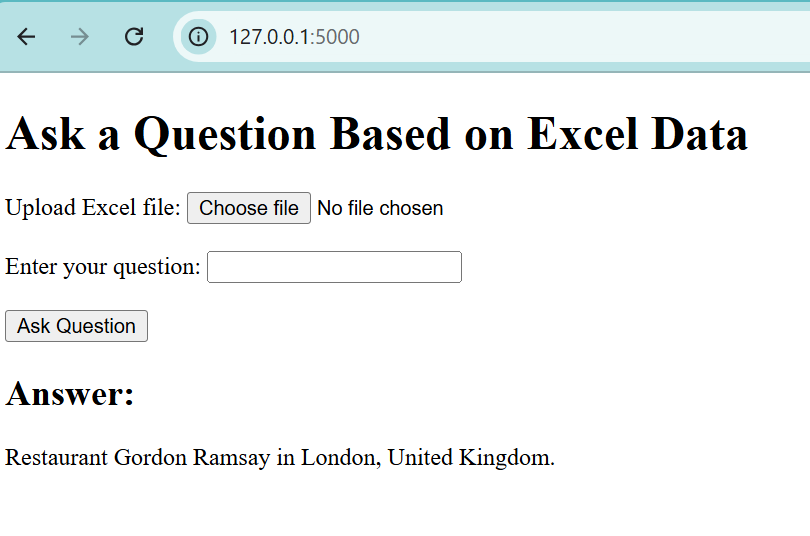 127.0.0.1:5000
Ask a Question Based on Excel Data
Upload Excel file: Choose file No file chosen
Enter your question:
Ask Question
Answer:
Restaurant Gordon Ramsay in London, United Kingdom.